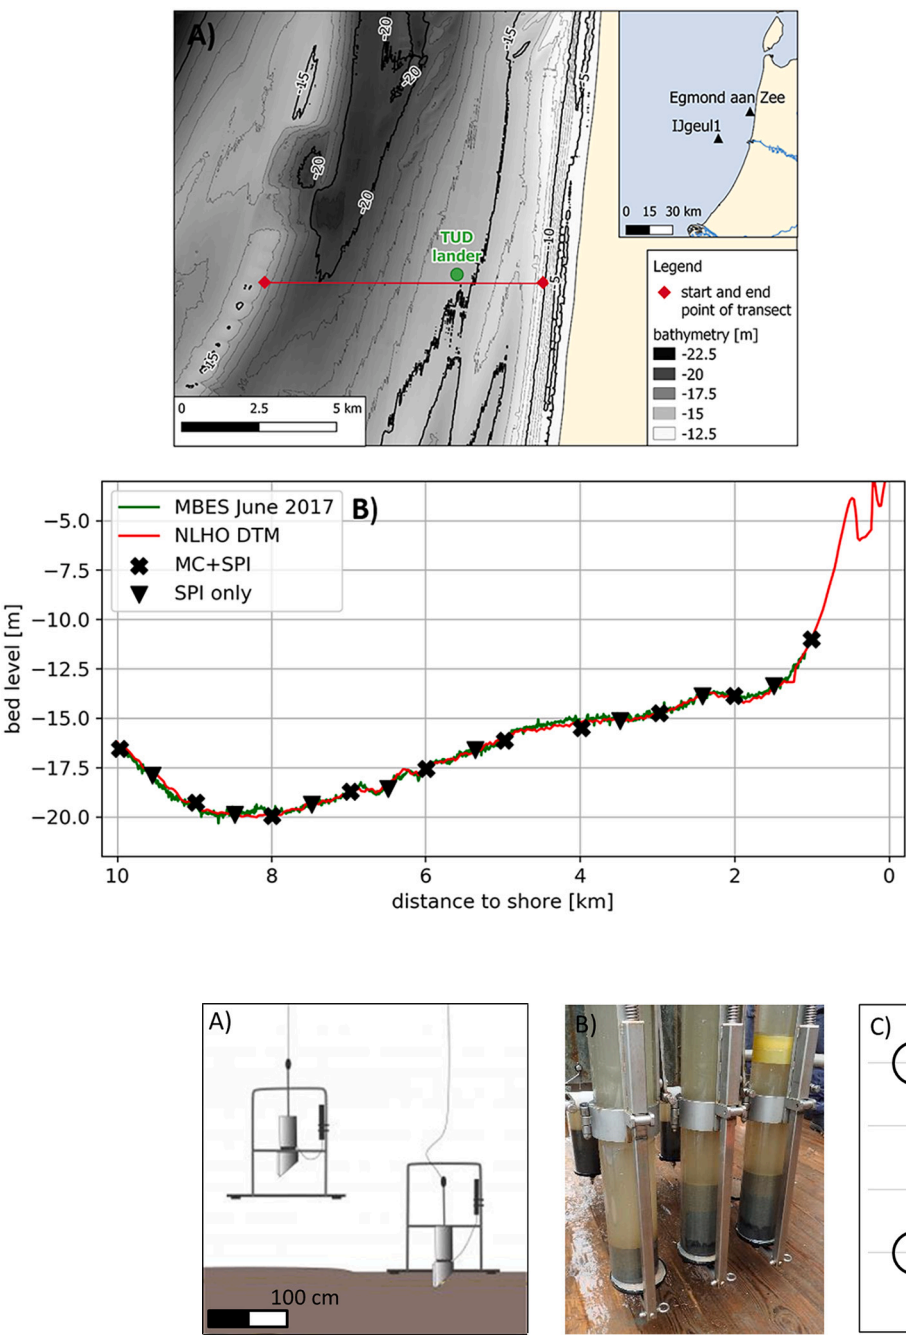 A)
-20
-15
-20
-15
-5
-20
-20
-10
-5
-15
TUD
lander
Egmond aan Zee
IJgeul1
0 15 30 km
Legend
start and end
point of transect
bathymetry [m]
-22.5
-20
-17.5
-15
-12.5
0 2.5 5 km
MBES June 2017
NLHO DTM
MC+SPI
SPI only
B)
−5.0
−7.5
−10.0
−12.5
−15.0
−17.5
−20.0
bed level [m]
10 8 6 4 2 0
distance to shore [km]
A)
100 cm
B)
C)